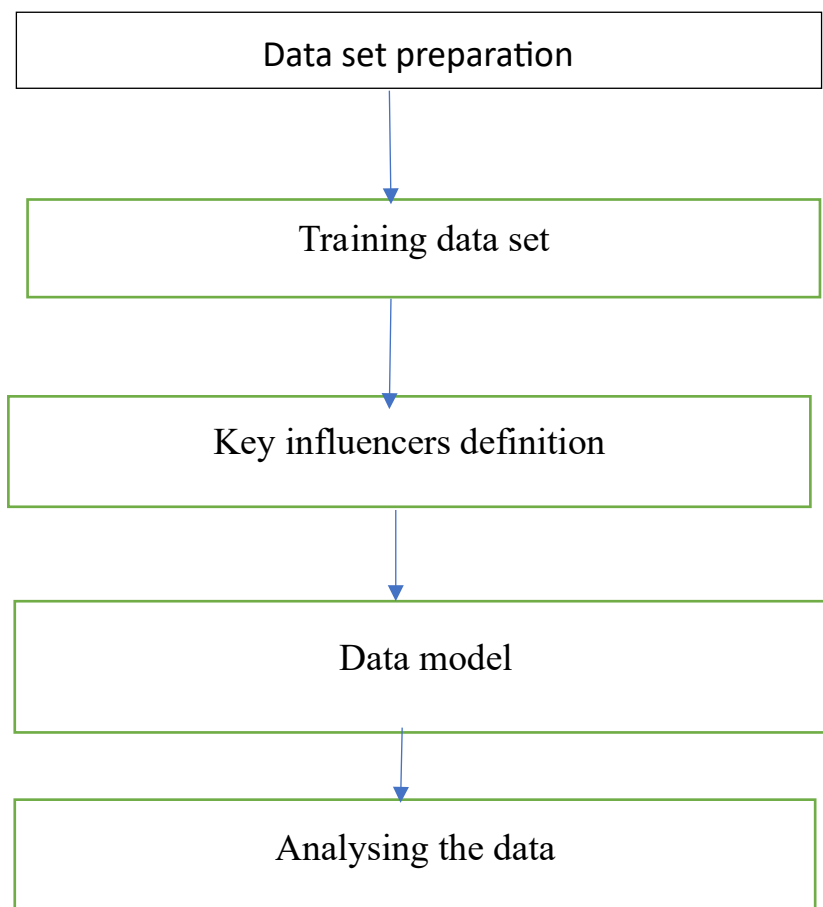 Data set preparation
Training data set
Key influencers definition
Data model
Analysing the data